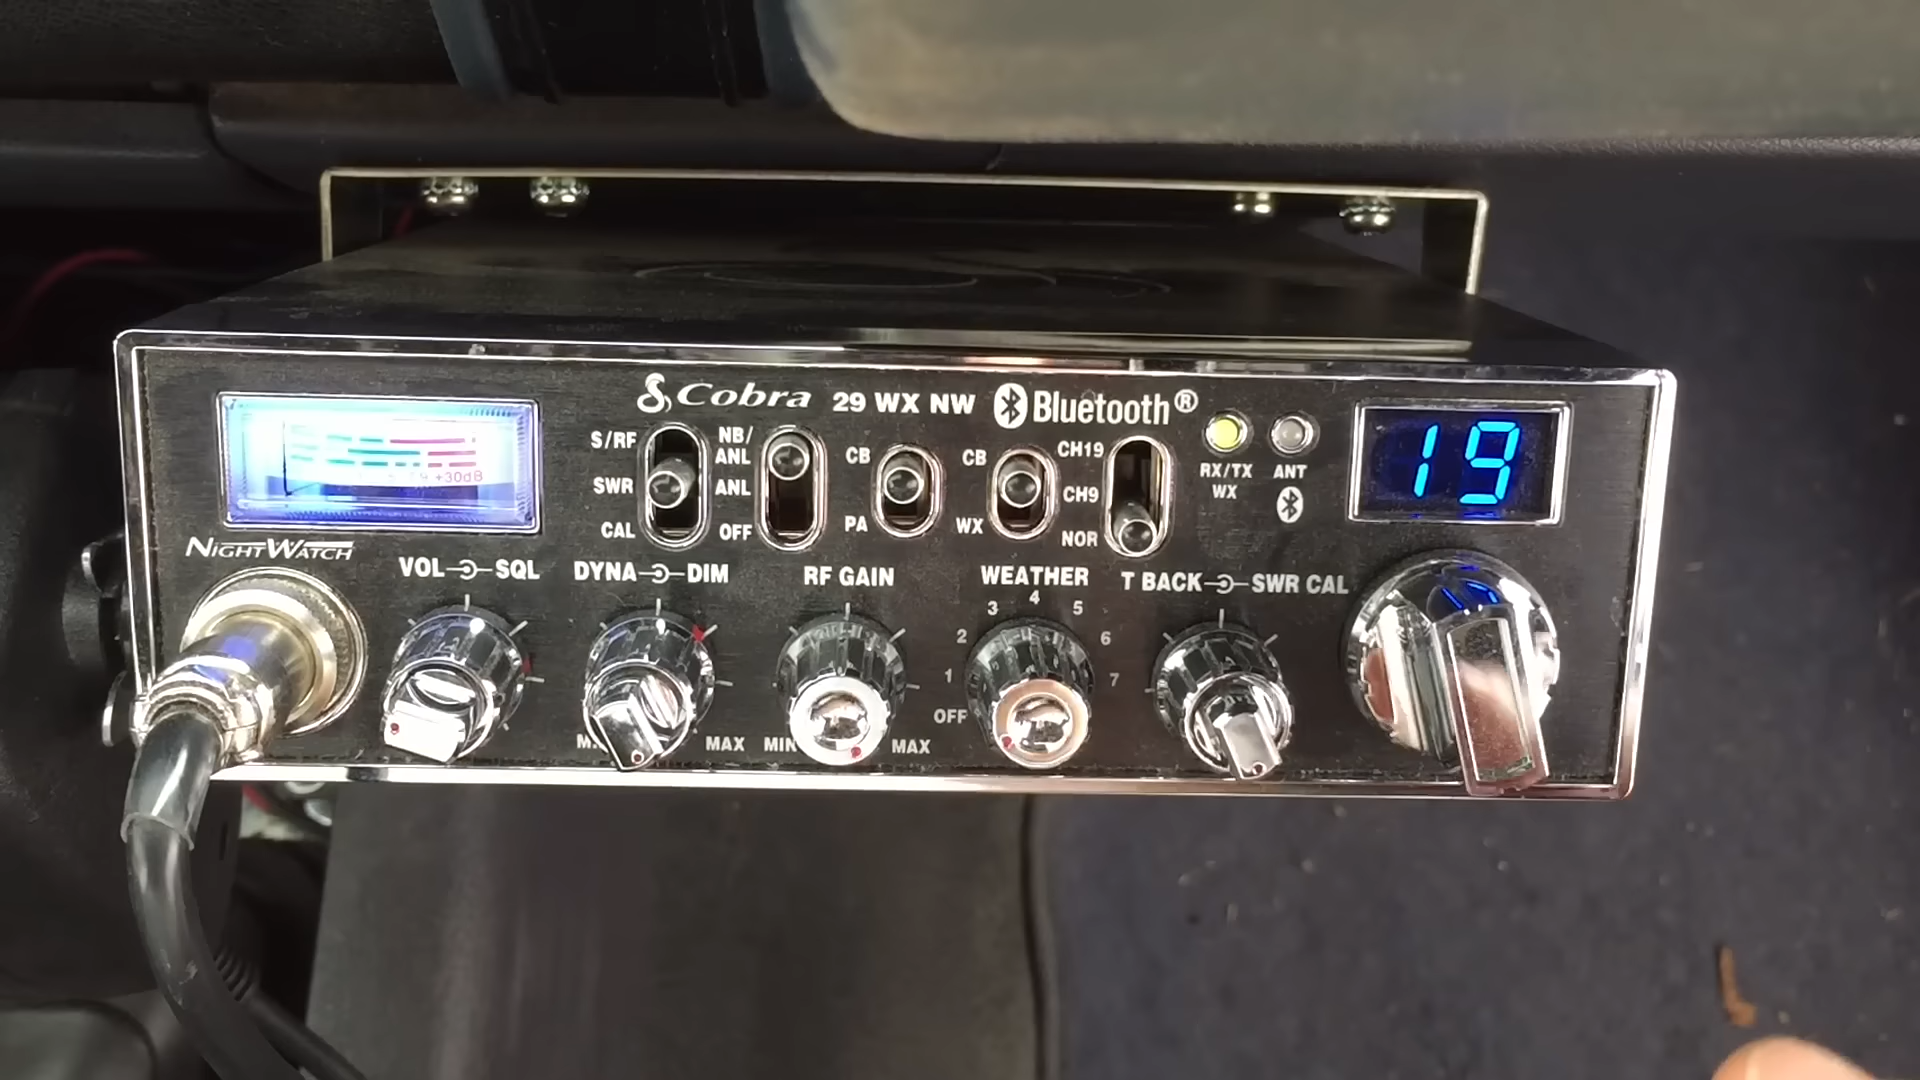 Cobra 29 WX NW Bluetooth®
S/RF
SWR
CAL
NB/
ANL
ANL
OFF
CB
PA
CB
WX
CH19
CH9
NOR
RX/TX
WX
ANT
19
+30dB
NIGHTWATCH
VOL SQL
DYNA DIM
RF GAIN
WEATHER
T BACK SWR CAL
MAX
MIN
MAX
OFF
1
2
3
4
5
6
7